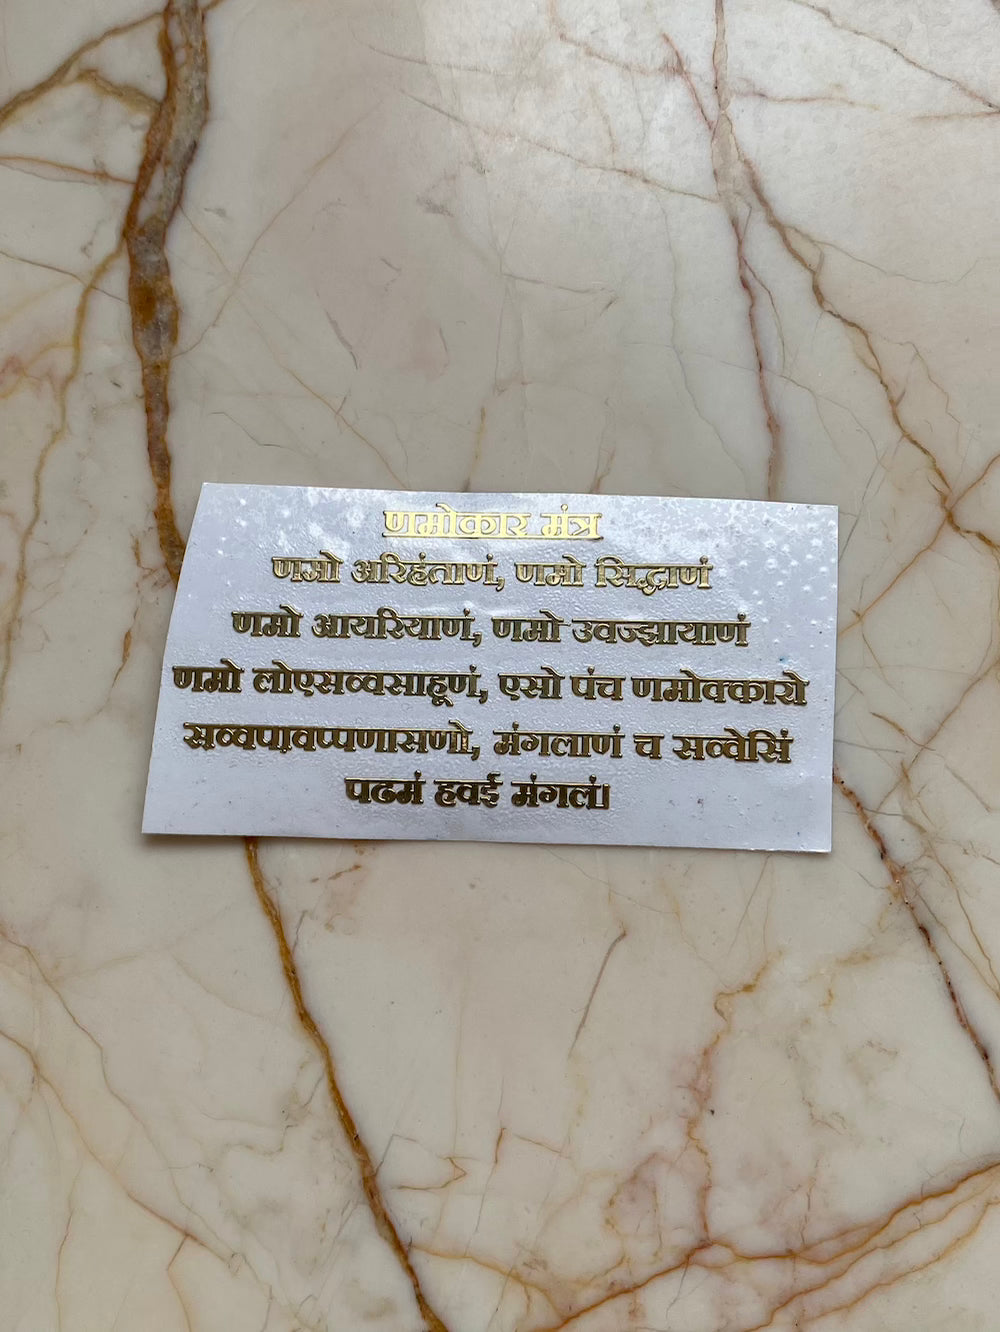 णमोकार मंत्र
णमो अरिहंताणं, णमो सिद्धाणं
णमो आयरियाणं, णमो उवज्झायाणं
णमो लोएसव्वसाहूणं, एसो पंच णमोक्कारो
सव्वपावप्पणासणो, मंगलाणं च सव्वेसिं
पढमं हवई मंगलं।